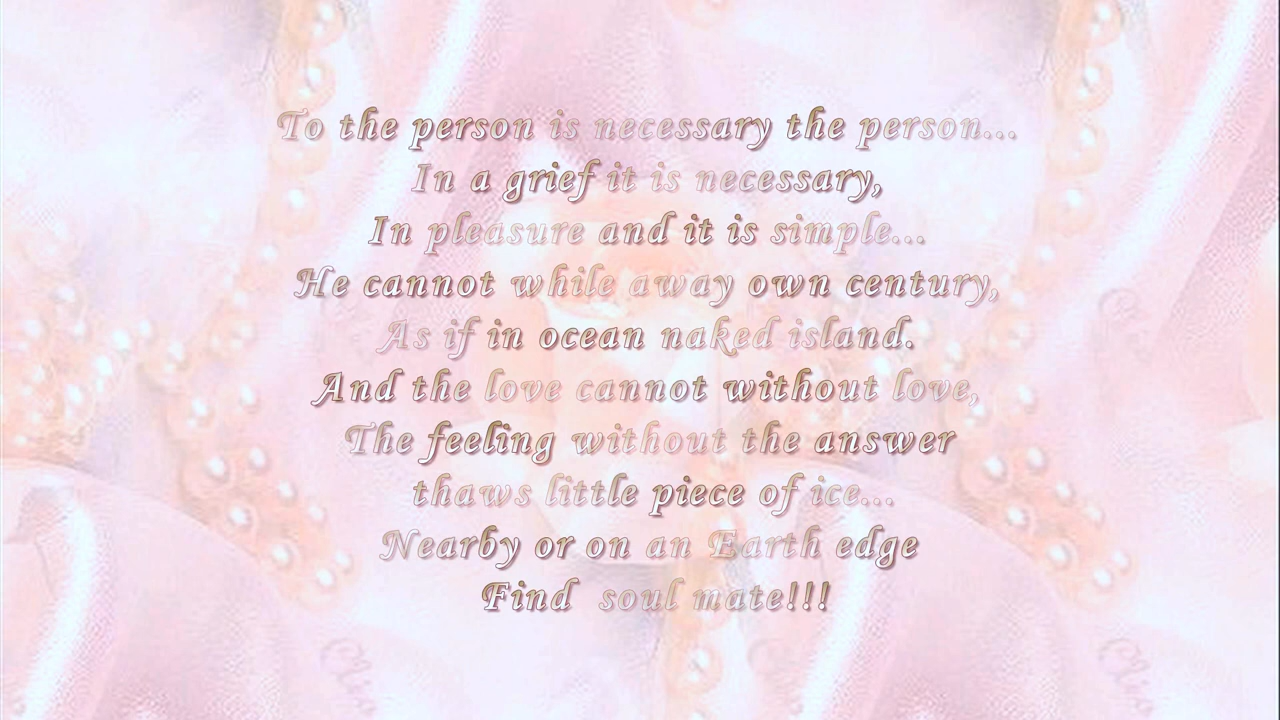 To the person is necessary the person...
In a grief it is necessary,
In pleasure and it is simple...
He cannot while away own century,
As if in ocean naked island.
And the love cannot without love,
The feeling without the answer
thaws little piece of ice...
Nearby or on an Earth edge
Find soul mate!!!